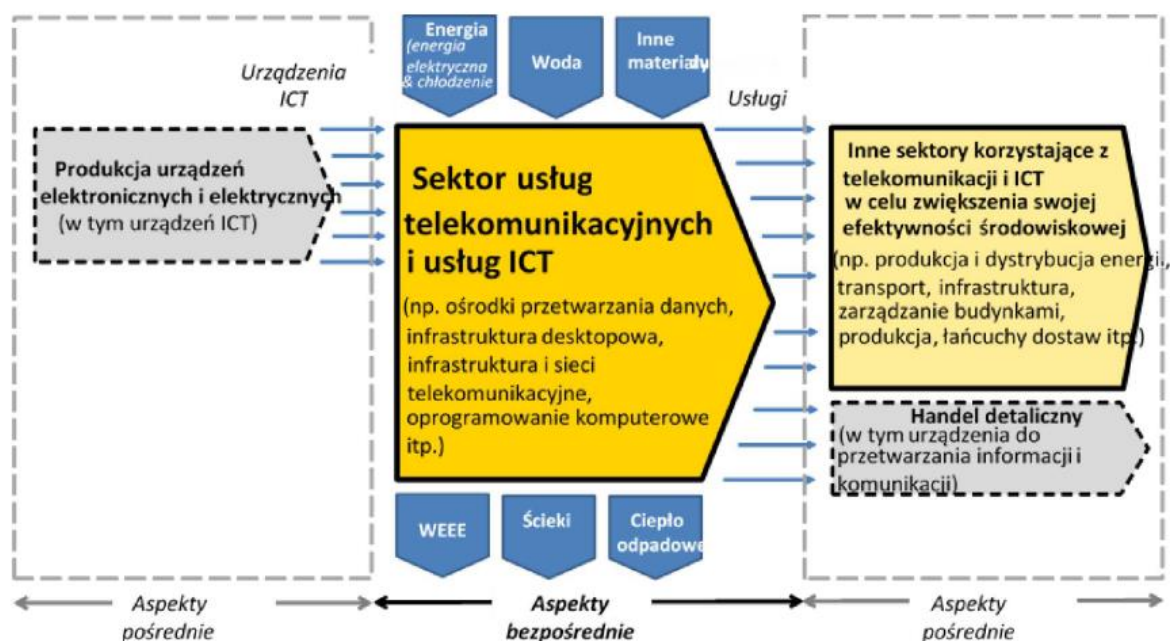 Energia
(energia
elektryczna
& chłodzenie
Woda
Inne
materiały
Urządzenia
ICT
Usługi
Produkcja urządzeń
elektronicznych i elektrycznych
(w tym urządzeń ICT)
Sektor usług
telekomunikacyjnych
i usług ICT
(np. ośrodki przetwarzania danych,
infrastruktura desktopowa,
infrastruktura i sieci
telekomunikacyjne,
oprogramowanie komputerowe
itp.)
Inne sektory korzystające z
telekomunikacji i ICT
w celu zwiększenia swojej
efektywności środowiskowej
(np. produkcja i dystrybucja energii,
transport, infrastruktura,
zarządzanie budynkami,
produkcja, łańcuchy dostaw itp.)
Handel detaliczny
(w tym urządzenia do
przetwarzania informacji i
komunikacji)
WEEE
Ścieki
Ciepło
odpadowe
Aspekty
pośrednie
Aspekty
bezpośrednie
Aspekty
pośrednie